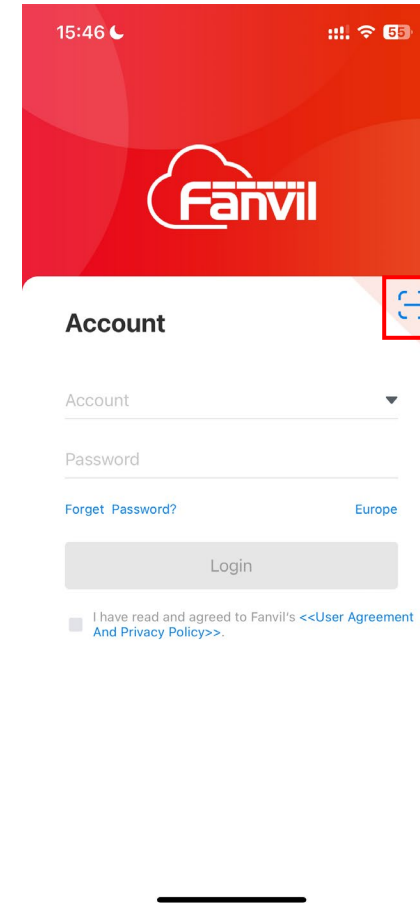 15:46
55
Fanvil
Account
Account
Password
Forget Password?
Europe
Login
I have read and agreed to Fanvil's <<User Agreement
And Privacy Policy>>.